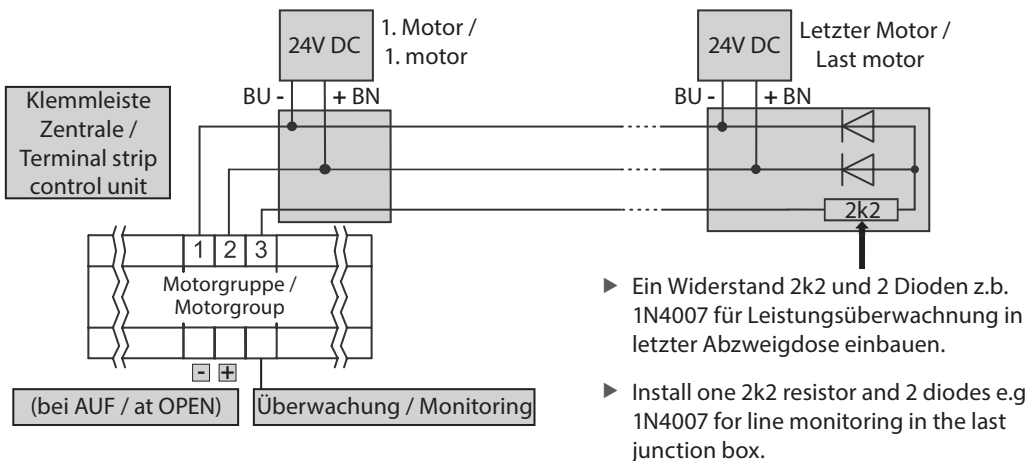 24V DC
1. Motor /
1. motor
24V DC
Letzter Motor /
Last motor
BU -
+ BN
BU -
+ BN
Klemmleiste
Zentrale /
Terminal strip
control unit
2k2
1 2 3
Motorgruppe /
Motorgroup
- +
(bei AUF / at OPEN)
Überwachung / Monitoring
▶ Ein Widerstand 2k2 und 2 Dioden z.b.
1N4007 für Leistungsüberwachnung in
letzter Abzweigdose einbauen.
▶ Install one 2k2 resistor and 2 diodes e.g
1N4007 for line monitoring in the last
junction box.